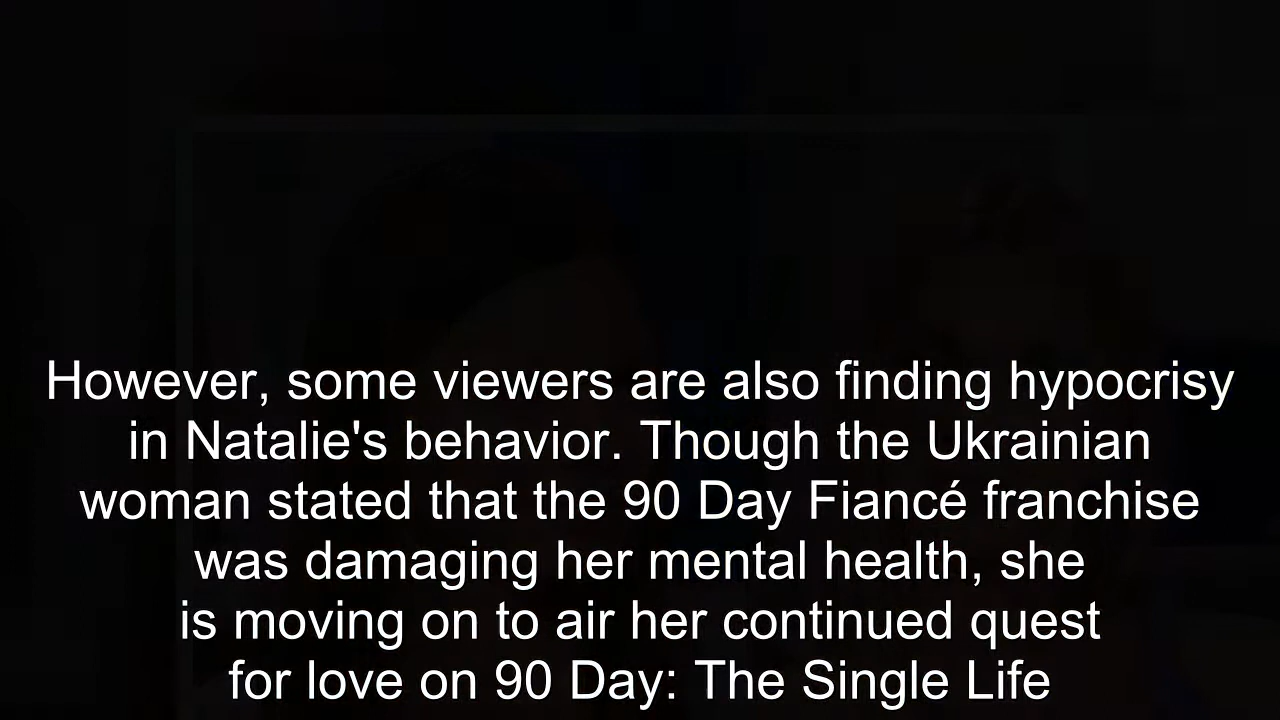 However, some viewers are also finding hypocrisy
in Natalie's behavior. Though the Ukrainian
woman stated that the 90 Day Fiancé franchise
was damaging her mental health, she
is moving on to air her continued quest
for love on 90 Day: The Single Life